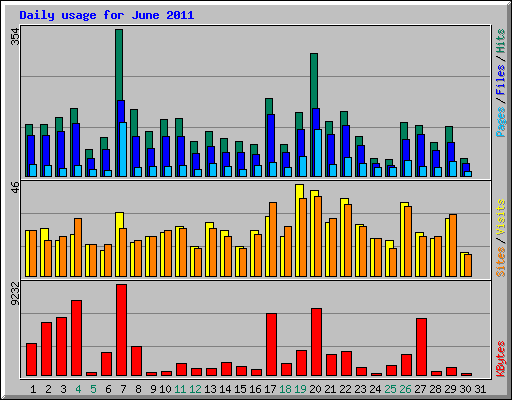 Daily usage for June 2011
354
Pages / Files / Hits
46
Sites / Visits
9232
KBytes
1 2 3 4 5 6 7 8 9 10 11 12 13 14 15 16 17 18 19 20 21 22 23 24 25 26 27 28 29 30 31